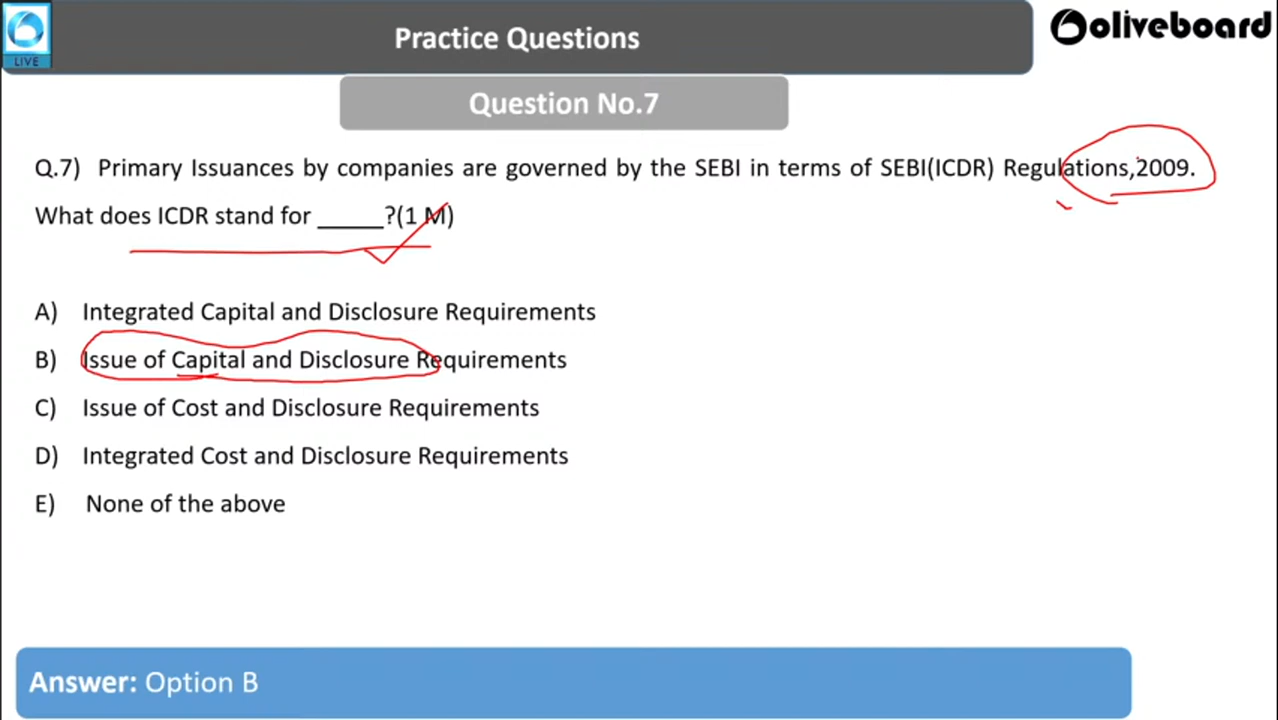 LIVE
Practice Questions
oliveboard
Question No.7
Q.7) Primary Issuances by companies are governed by the SEBI in terms of SEBI(ICDR) Regulations,2009.
What does ICDR stand for _____?(1 M)
A) Integrated Capital and Disclosure Requirements
B) Issue of Capital and Disclosure Requirements
C) Issue of Cost and Disclosure Requirements
D) Integrated Cost and Disclosure Requirements
E) None of the above
Answer: Option B